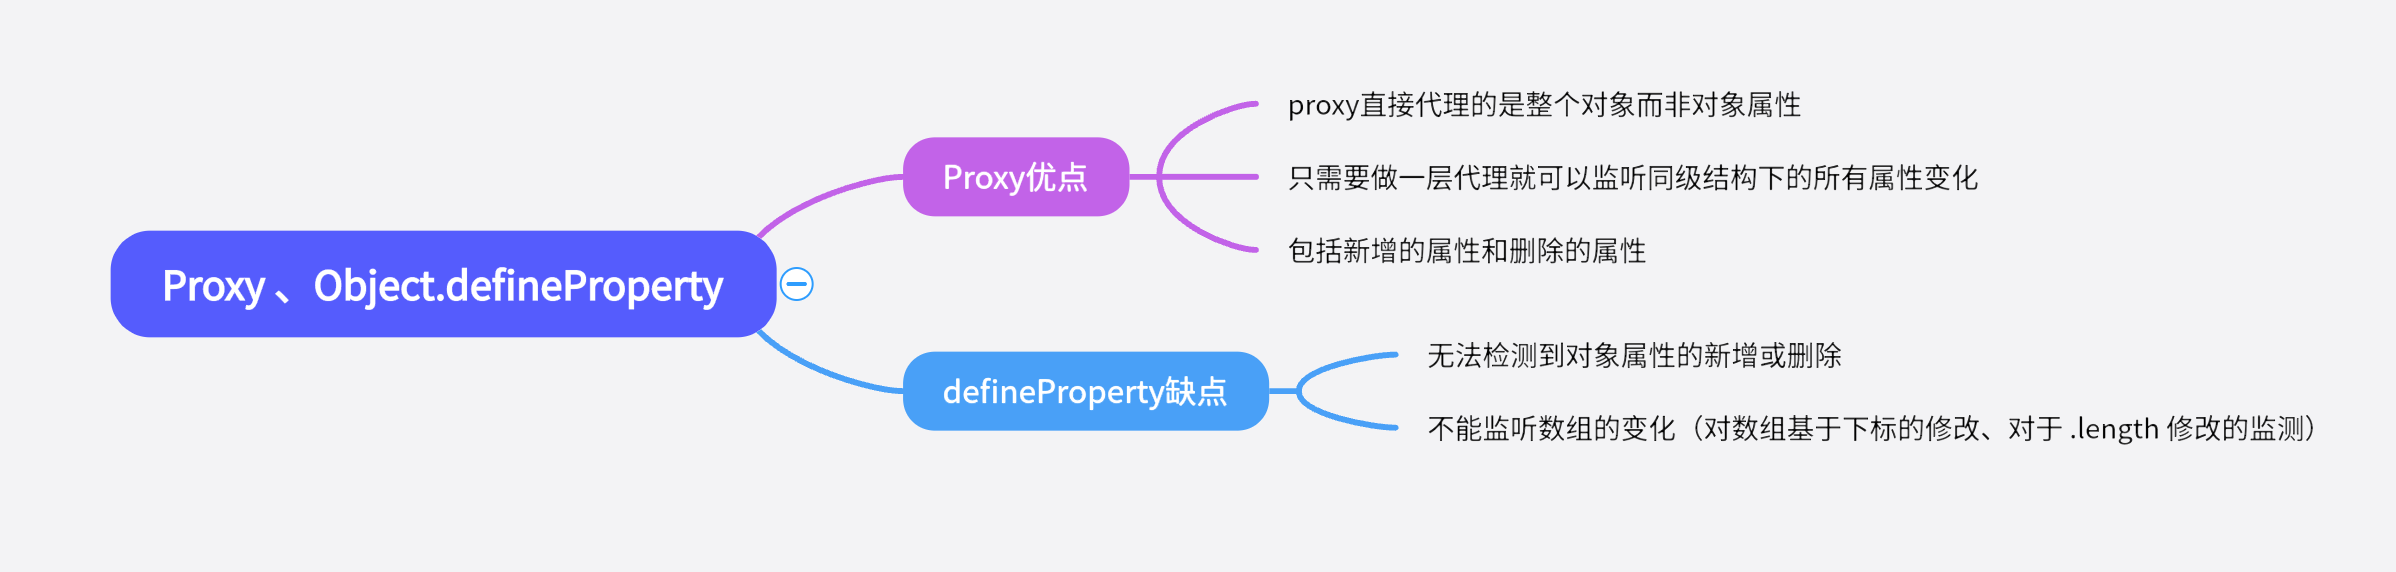 Proxy 、Object.defineProperty
Proxy优点
proxy直接代理的是整个对象而非对象属性
只需要做一层代理就可以监听同级结构下的所有属性变化
包括新增的属性和删除的属性
defineProperty缺点
无法检测到对象属性的新增或删除
不能监听数组的变化（对数组基于下标的修改、对于 .length 修改的监测）